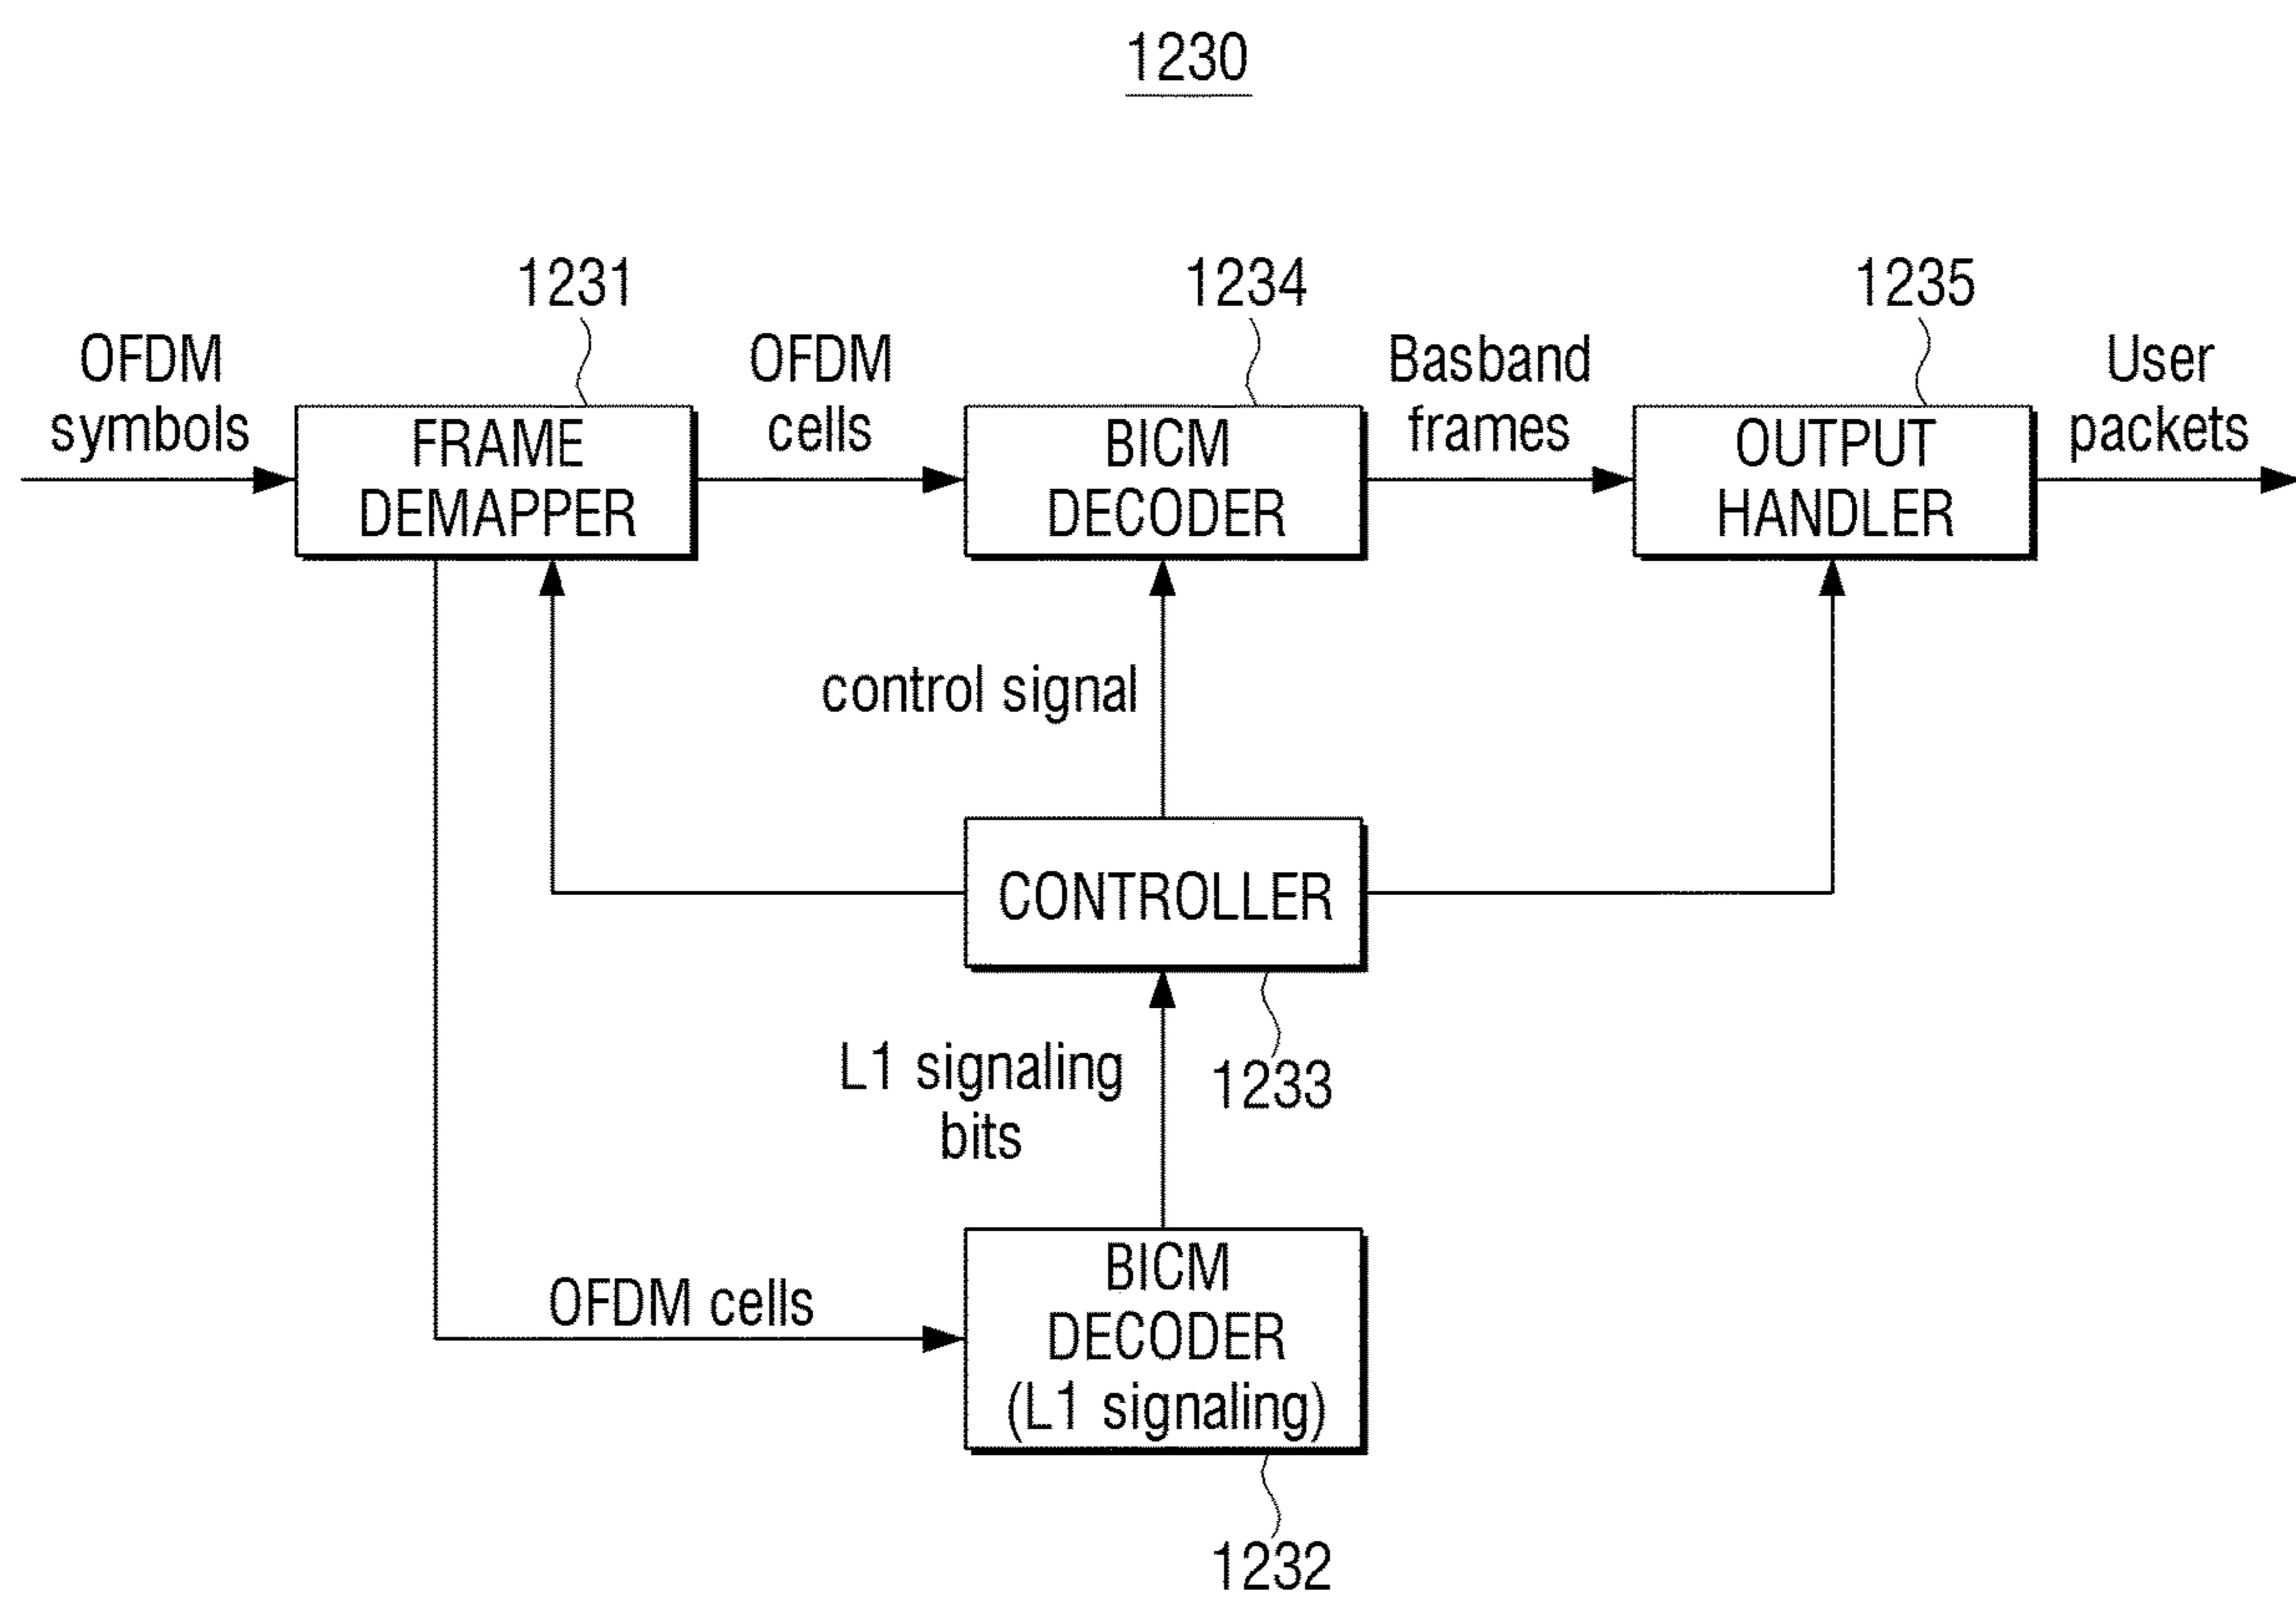 1230
1231
1234
1235
OFDM
symbols
FRAME
DEMAPPER
OFDM
cells
BICM
DECODER
Basband
frames
OUTPUT
HANDLER
User
packets
control signal
CONTROLLER
L1 signaling
bits
1233
OFDM cells
BICM
DECODER
(L1 signaling)
1232